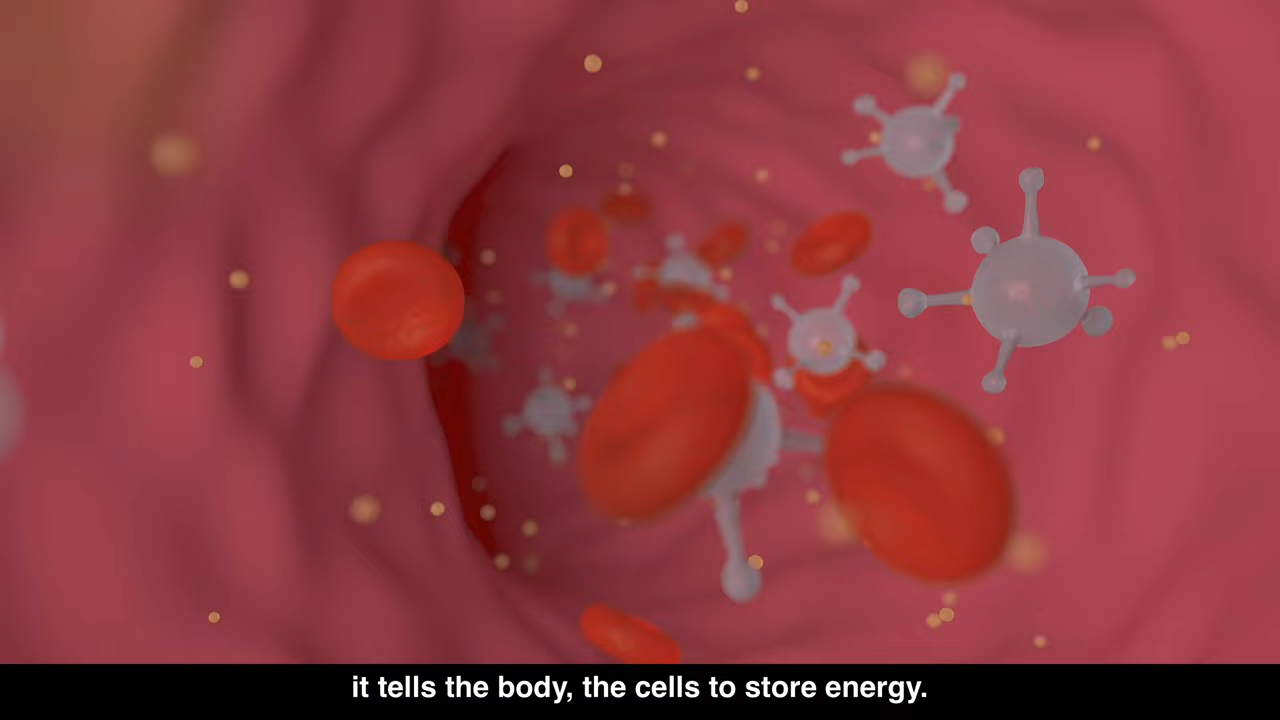 it tells the body, the cells to store energy.